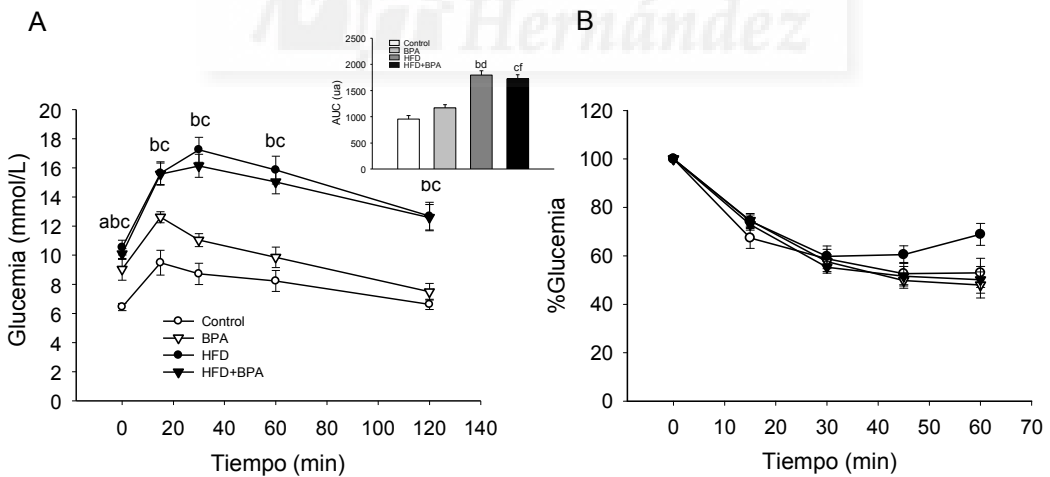 Hernández
A
B
2500
2000
1500
1000
500
0
AUC (ua)
Control
BPA
HFD
HFD+BPA
bd
cf
20
18
16
14
12
10
8
6
4
2
0
Glucemia (mmol/L)
abc
bc
bc
bc
bc
Control
BPA
HFD
HFD+BPA
0 20 40 60 80 100 120 140
Tiempo (min)
120
100
80
60
40
20
0
%Glucemia
0 10 20 30 40 50 60 70
Tiempo (min)